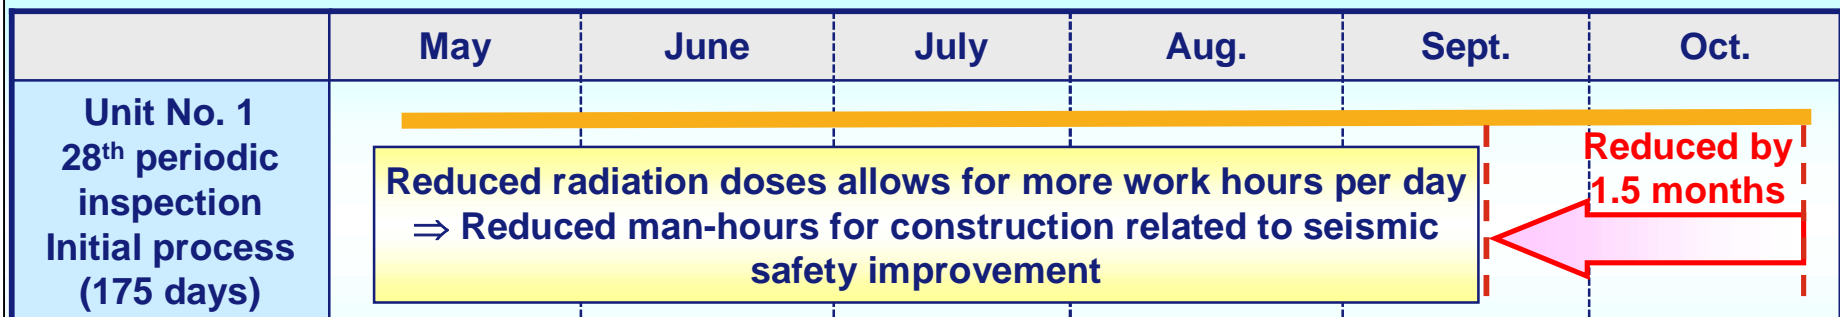 May June July Aug. Sept. Oct.
Unit No. 1
28th periodic
inspection
Initial process
(175 days)
Reduced radiation doses allows for more work hours per day
⇒ Reduced man-hours for construction related to seismic
safety improvement
Reduced by
1.5 months